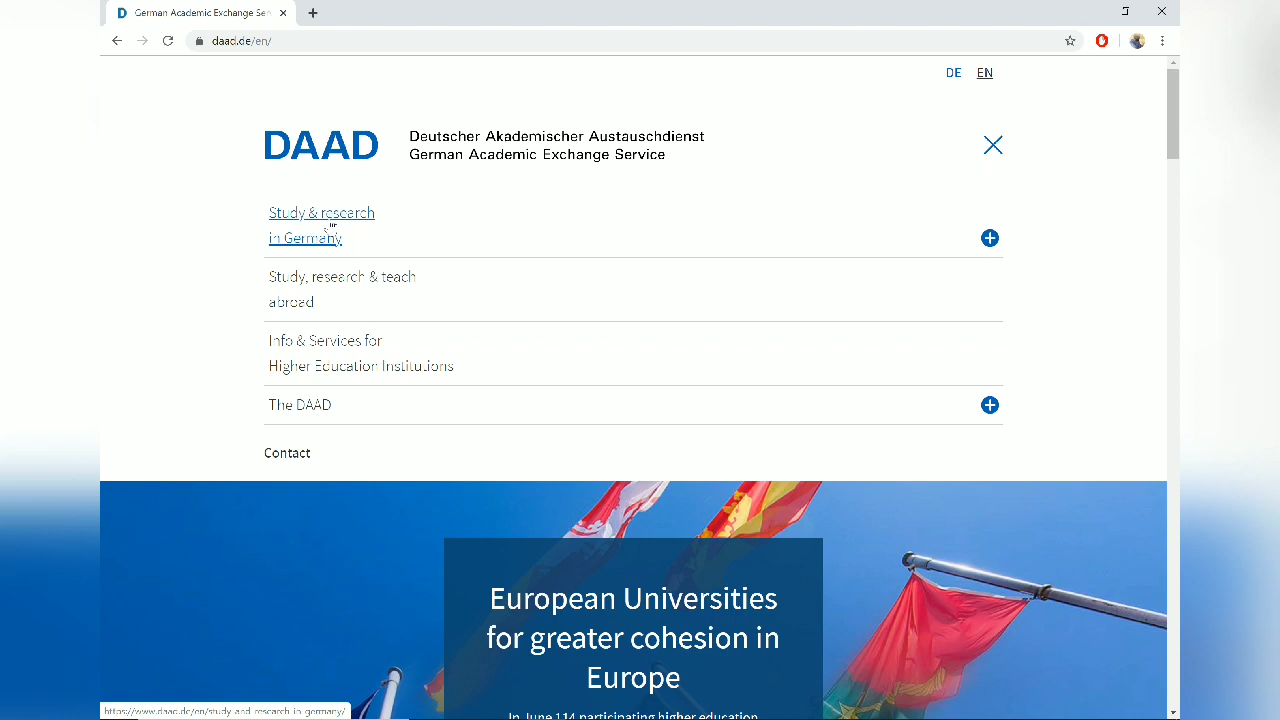 German Academic Exchange Ser
daad.de/en/
DE EN
DAAD
Deutscher Akademischer Austauschdienst
German Academic Exchange Service
Study & research
in Germany
Study, research & teach
abroad
Info & Services for
Higher Education Institutions
The DAAD
Contact
European Universities
for greater cohesion in
Europe
In June 114 participating higher education
https://www.daad.de/en/study-and-research-in-germany/